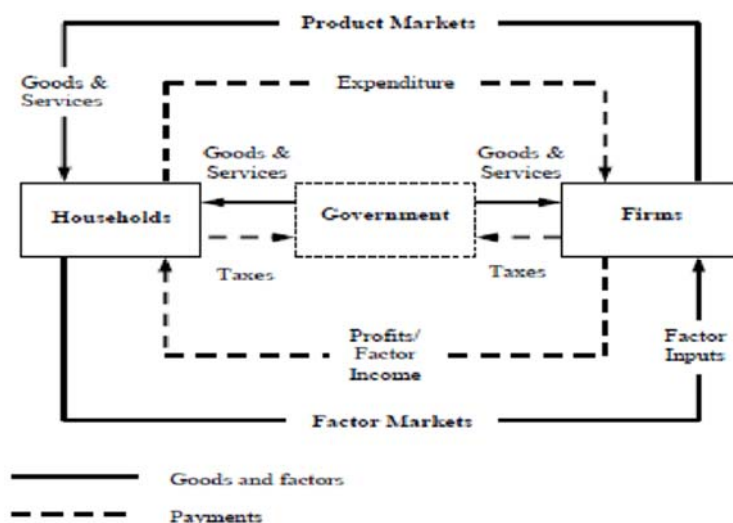 Product Markets
Goods &
Services
Expenditure
Goods &
Services
Goods &
Services
Households
Government
Firms
Taxes
Taxes
Profits/
Factor
Income
Factor
Inputs
Factor Markets
Goods and factors
Payments